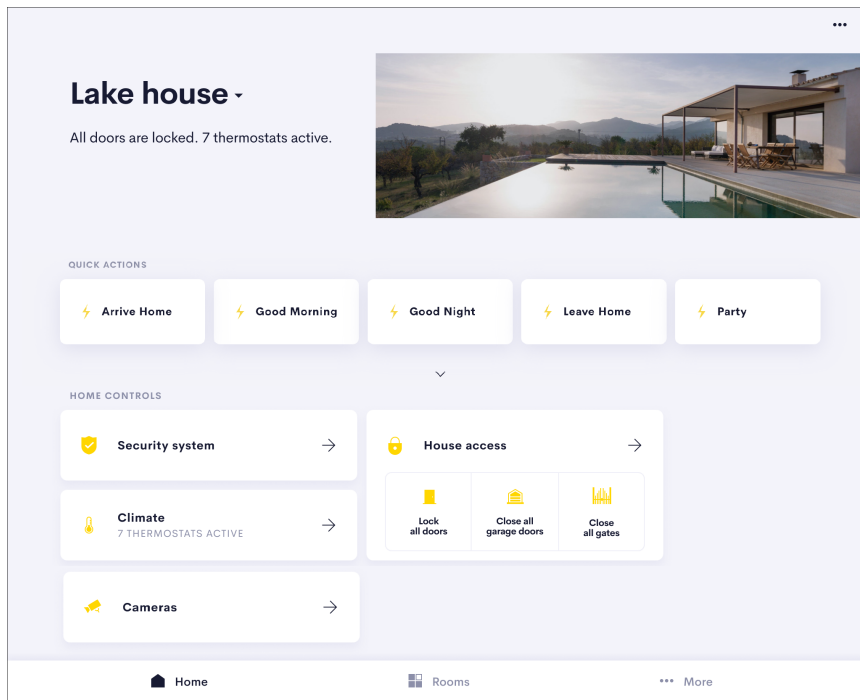 Lake house
All doors are locked. 7 thermostats active.
QUICK ACTIONS
Arrive Home
Good Morning
Good Night
Leave Home
Party
HOME CONTROLS
Security system
House access
Lock
all doors
Close all
garage doors
Close
all gates
Climate
7 THERMOSTATS ACTIVE
Cameras
Home
Rooms
More